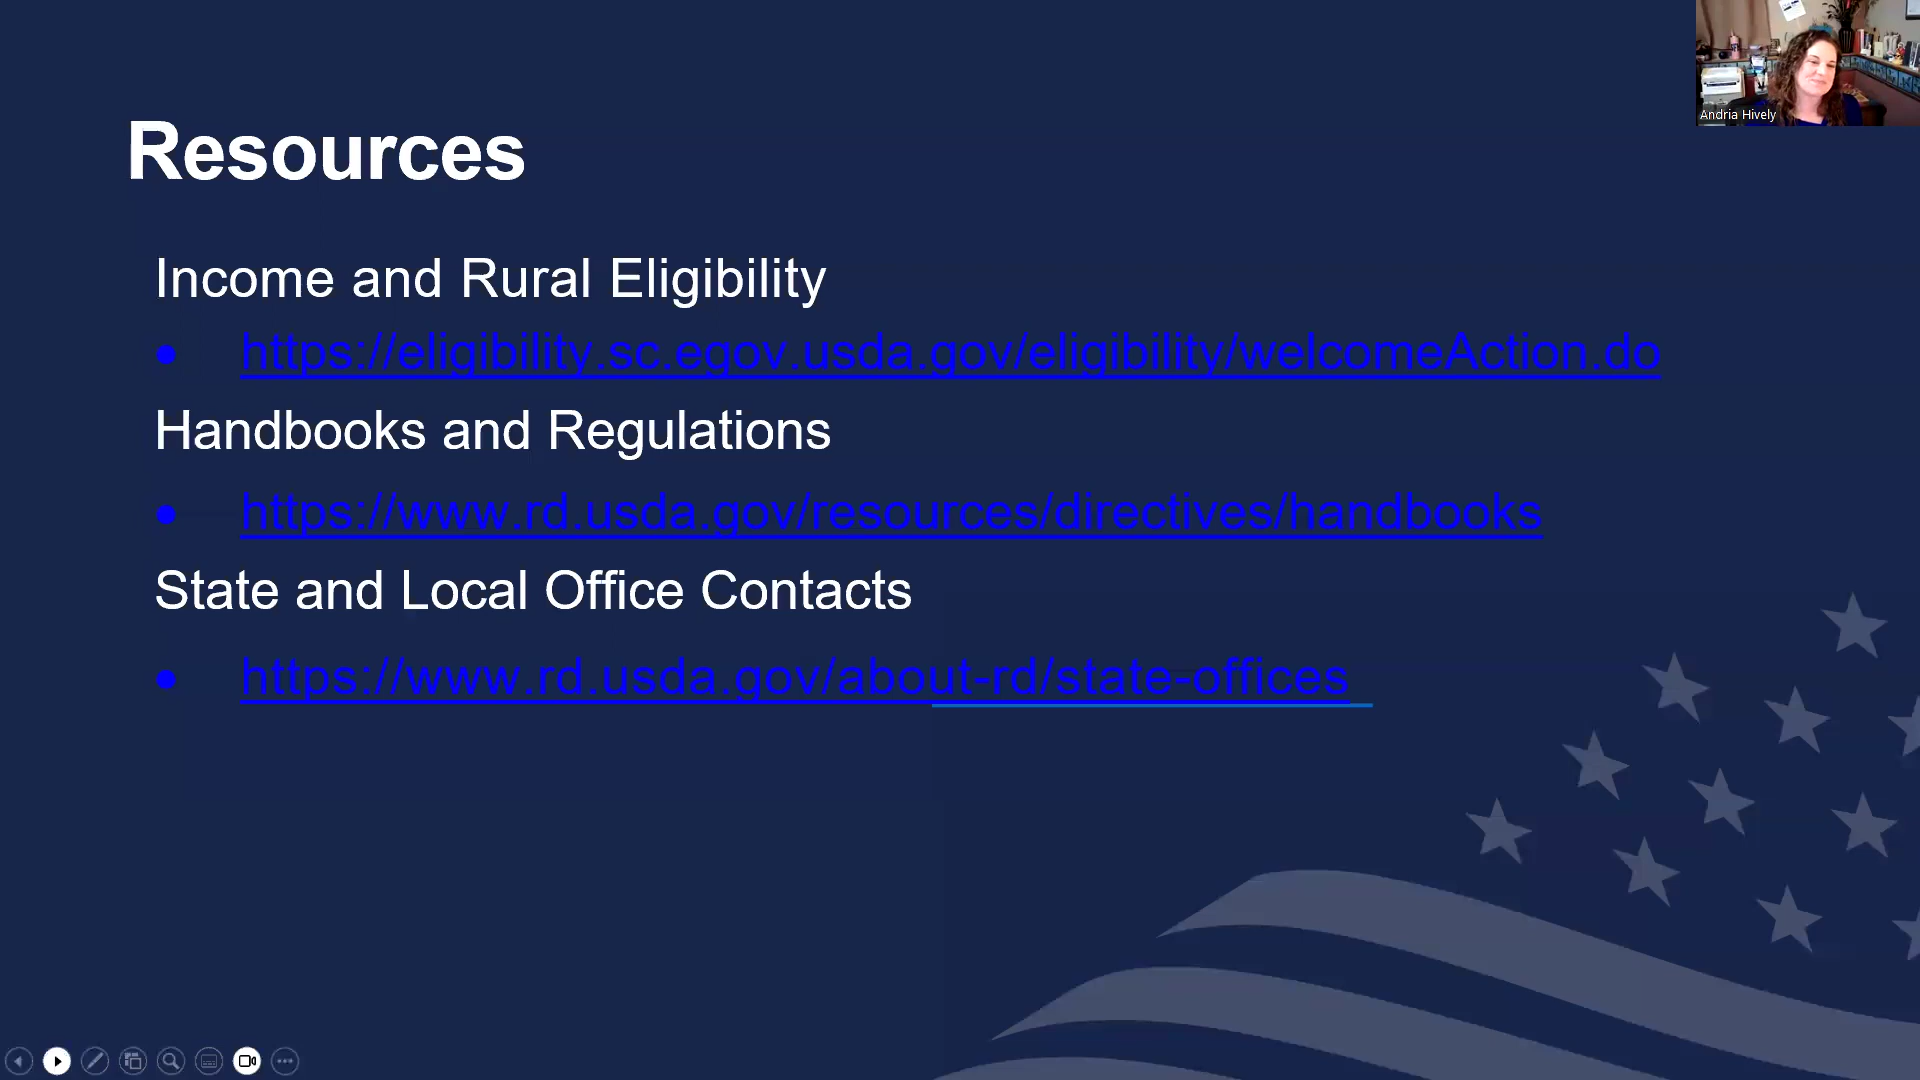 Andria Hively
Resources
Income and Rural Eligibility
• https://eligibility.sc.egov.usda.gov/eligibility/welcomeAction.do
Handbooks and Regulations
• https://www.rd.usda.gov/resources/directives/handbooks
State and Local Office Contacts
• https://www.rd.usda.gov/about-rd/state-offices